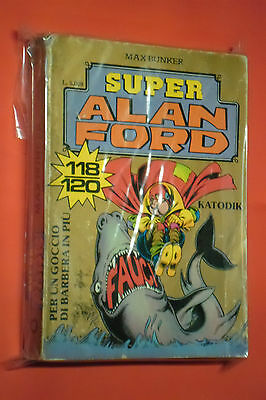 MAX BUNKER
SUPER
ALAN
FORD
118
120
KATODIK
PER UN GOCCIO
DI BARBERA IN PIÙ
FAUCH